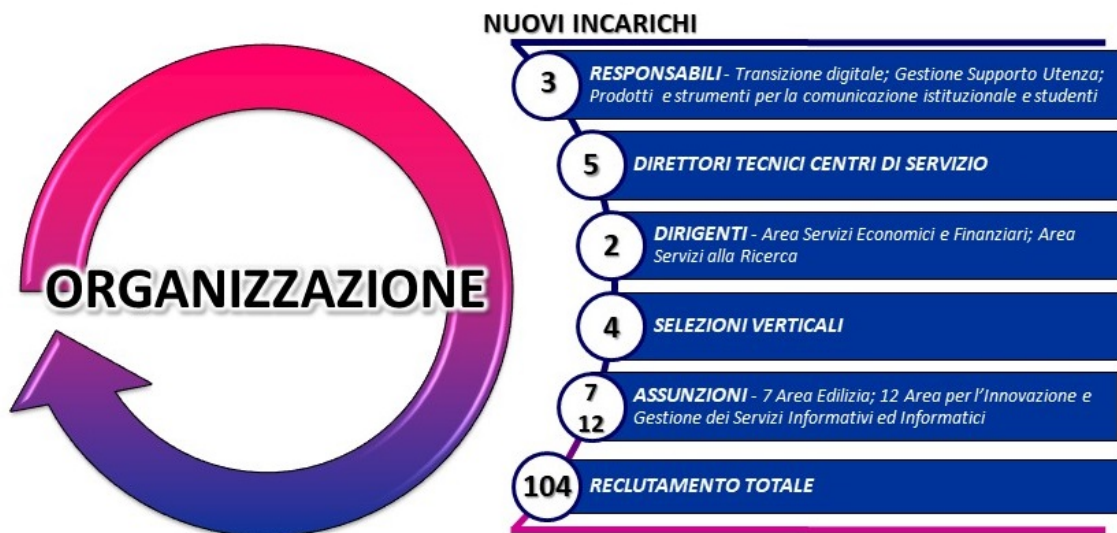 NUOVI INCARICHI
ORGANIZZAZIONE
3
RESPONSABILI - Transizione digitale; Gestione Supporto Utenza;
Prodotti e strumenti per la comunicazione istituzionale e studenti
5
DIRETTORI TECNICI CENTRI DI SERVIZIO
2
DIRIGENTI - Area Servizi Economici e Finanziari; Area
Servizi alla Ricerca
4
SELEZIONI VERTICALI
7
12
ASSUNZIONI - 7 Area Edilizia; 12 Area per l'Innovazione e
Gestione dei Servizi Informativi ed Informatici
104
RECLUTAMENTO TOTALE